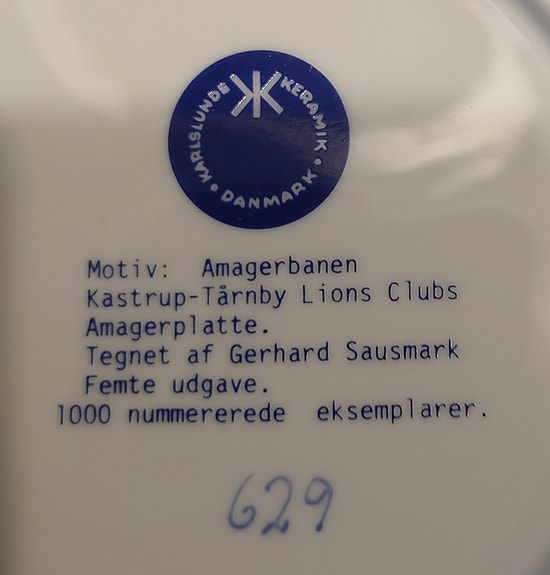 KARLSLUNDE KERAMIK • DANMARK •
Motiv: Amagerbanen
Kastrup-Tårnby Lions Clubs
Amagerplatte.
Tegnet af Gerhard Sausmark
Femte udgave.
1000 nummererede eksemplarer.
629